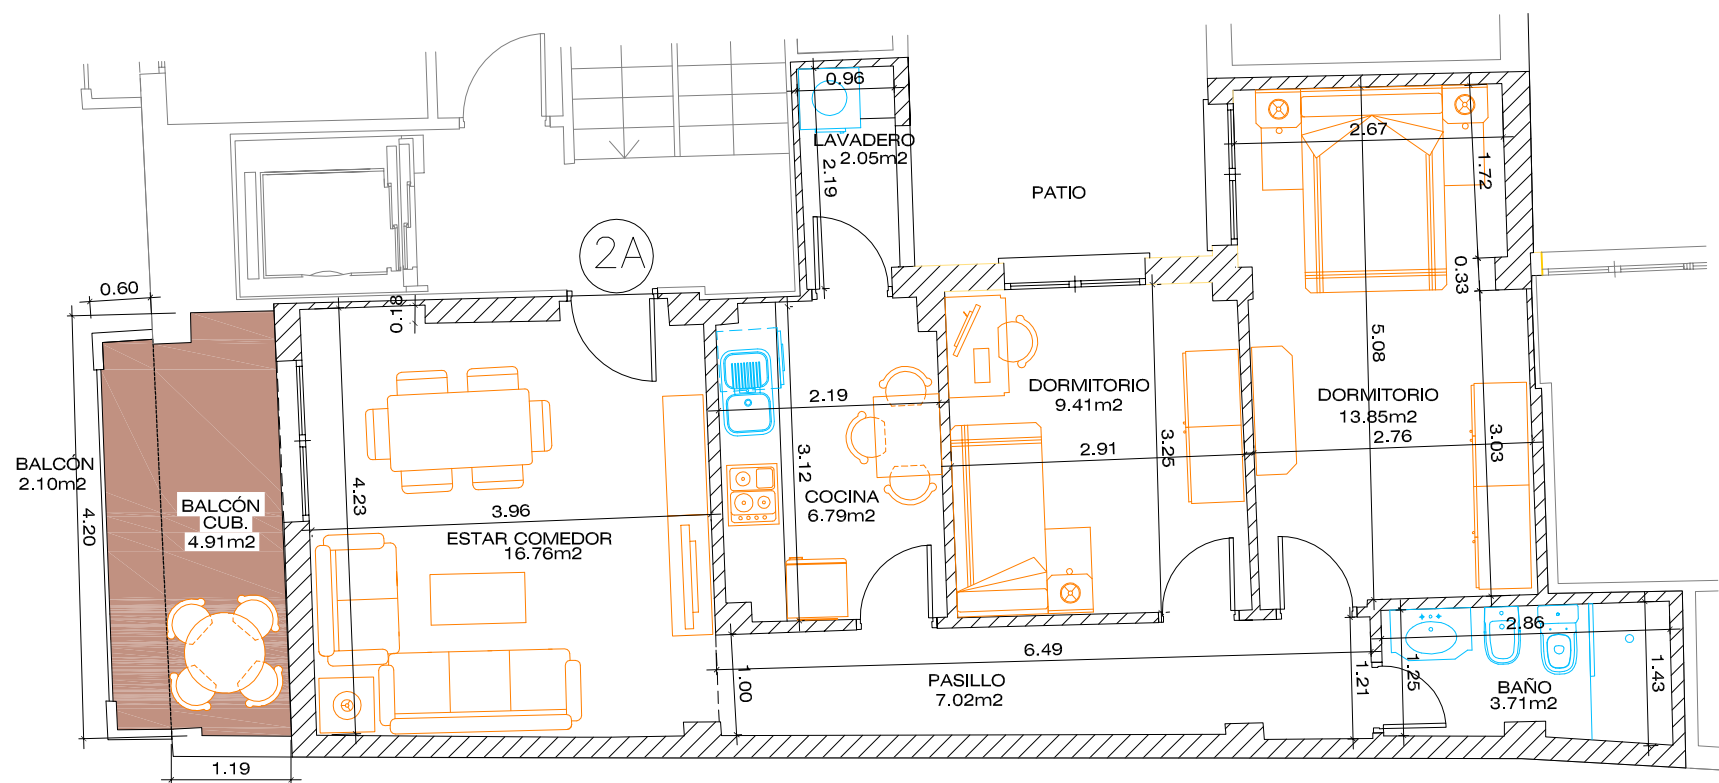 0.96
LAVADERO
2.05m2
2.19
2.67
1.72
PATIO
2A
0.33
0.60
0.18
5.08
DORMITORIO
9.41m2
DORMITORIO
13.85m2
2.19
2.91
3.25
2.76
3.03
BALCÓN
2.10m2
4.20
BALCÓN
CUB.
4.91m2
4.23
3.96
ESTAR COMEDOR
16.76m2
3.12
COCINA
6.79m2
6.49
2.86
1.00
PASILLO
7.02m2
1.21
1.25
BAÑO
3.71m2
1.43
1.19